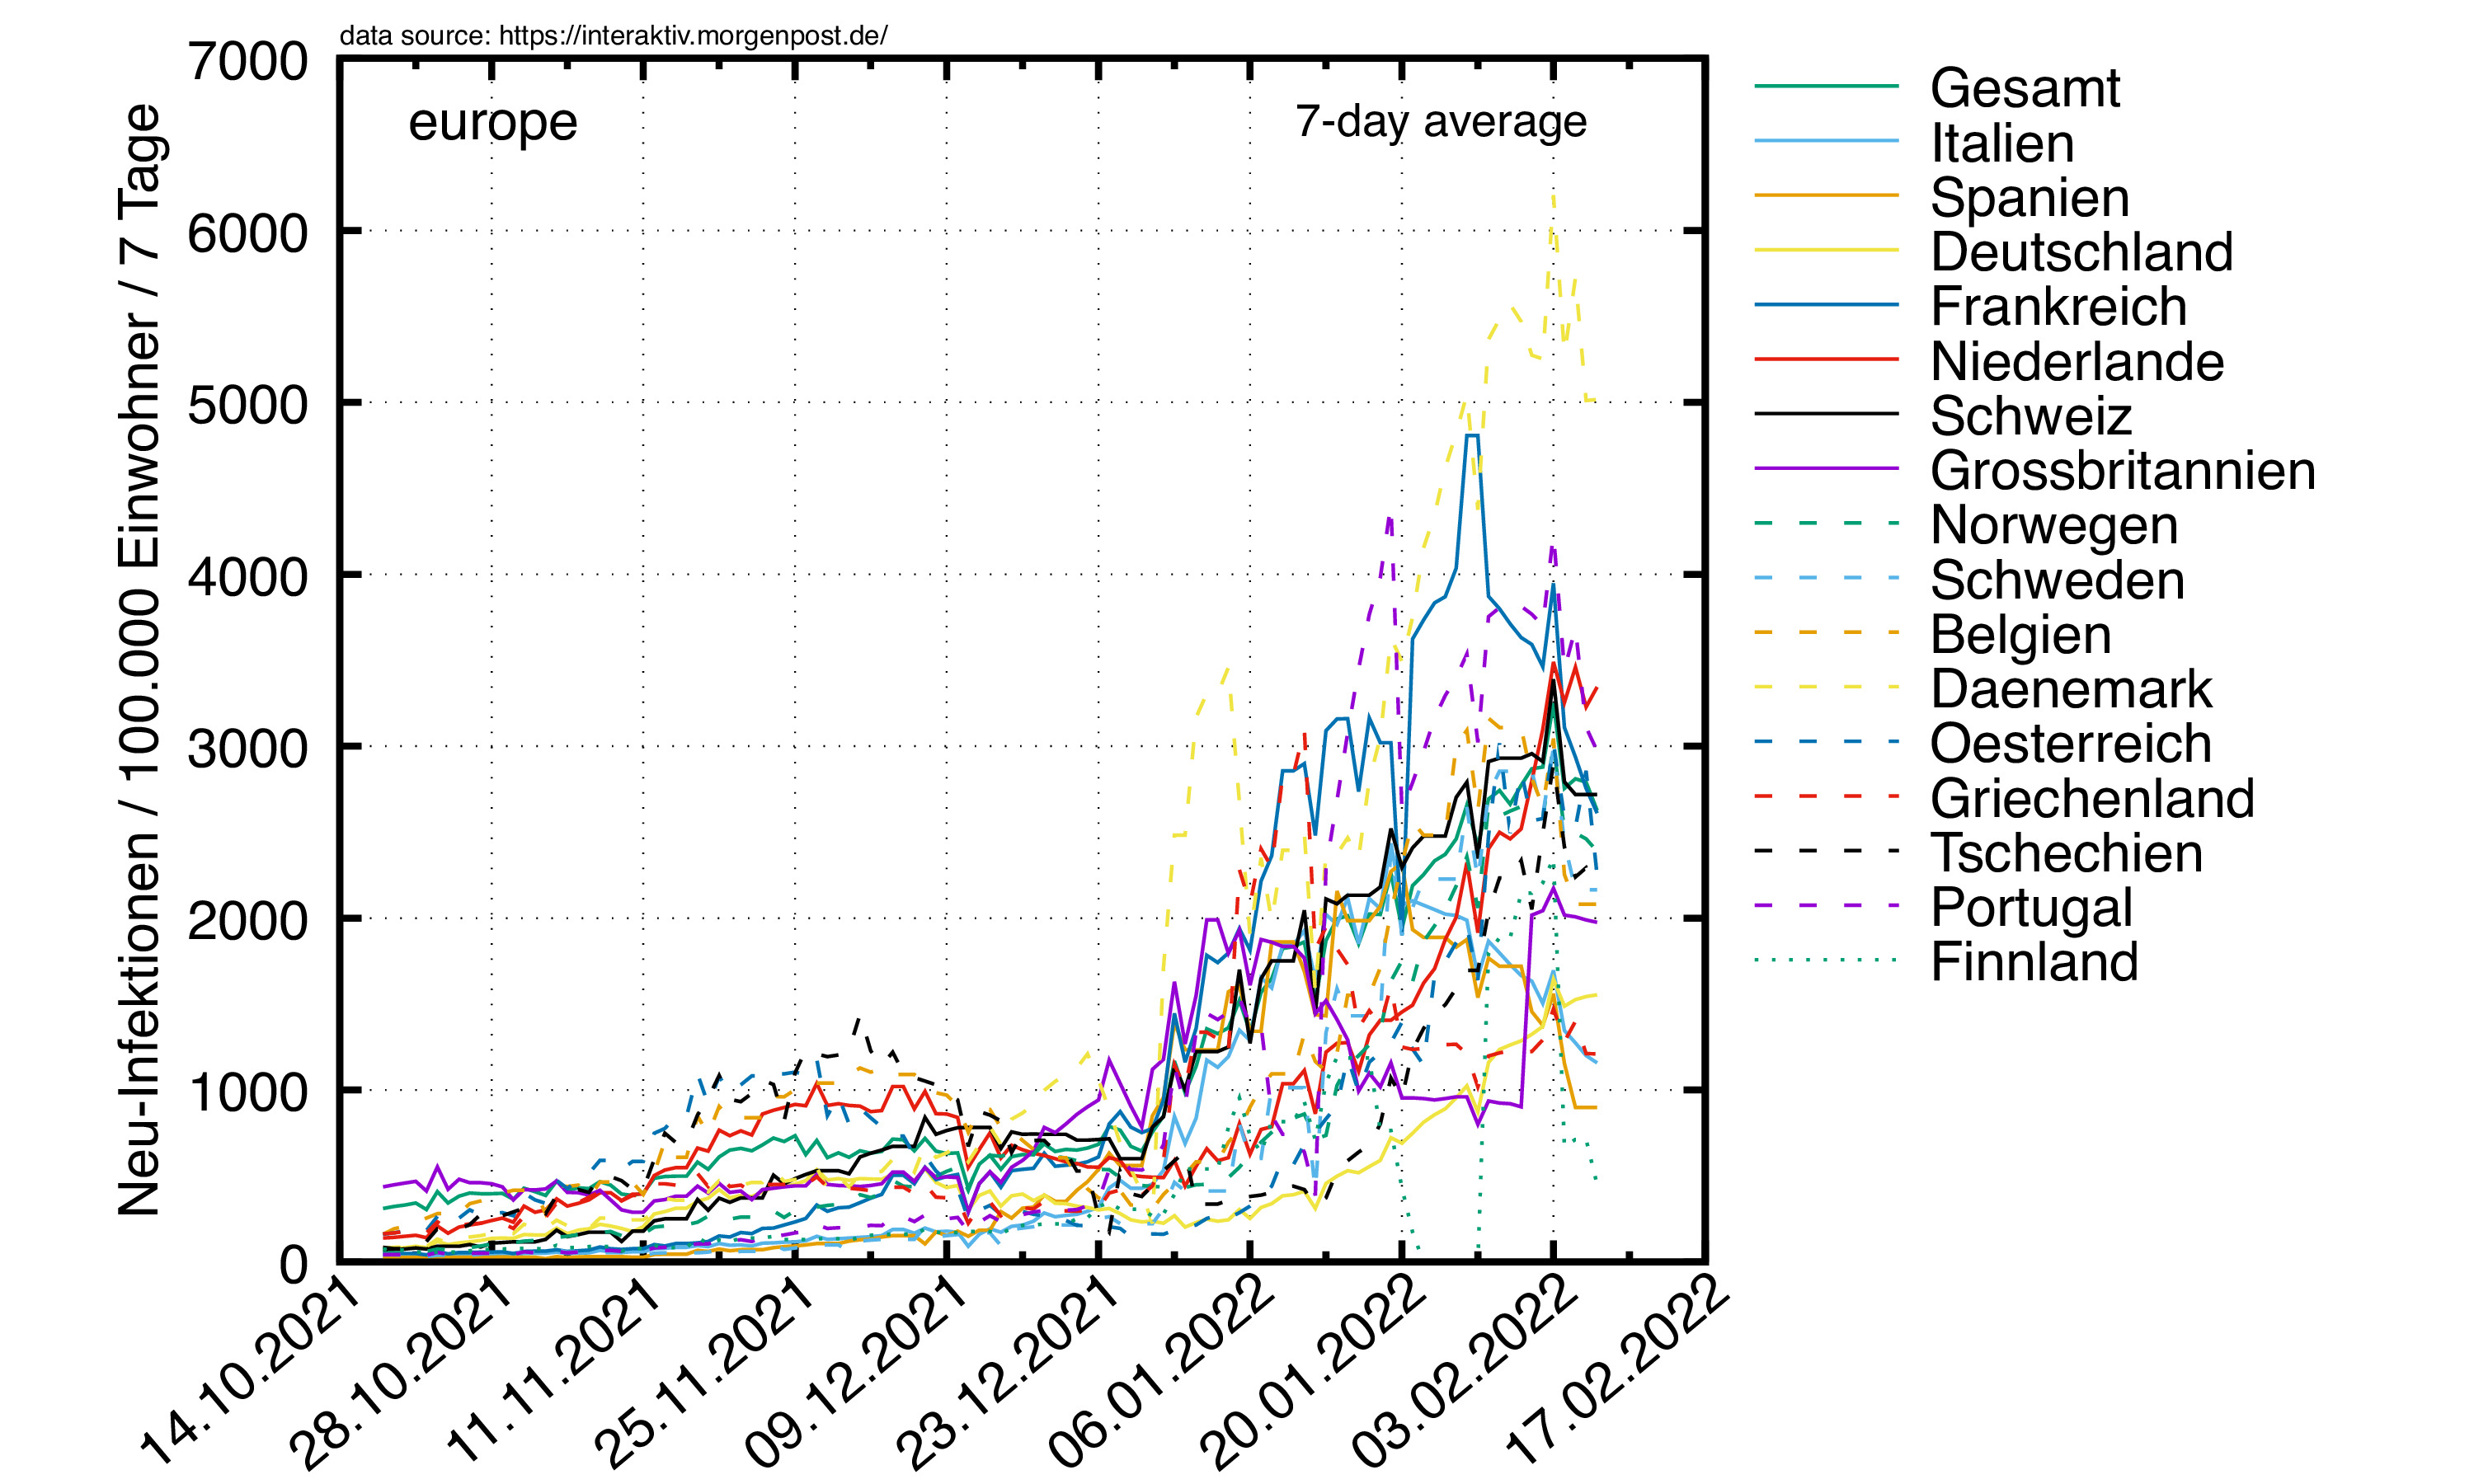 data source: https://interaktiv.morgenpost.de/
europe
7-day average
Neu-Infektionen / 100.000 Einwohner / 7 Tage
7000
6000
5000
4000
3000
2000
1000
0
14.10.2021
28.10.2021
11.11.2021
25.11.2021
09.12.2021
23.12.2021
06.01.2022
20.01.2022
03.02.2022
17.02.2022
Gesamt
Italien
Spanien
Deutschland
Frankreich
Niederlande
Schweiz
Grossbritannien
Norwegen
Schweden
Belgien
Daenemark
Oesterreich
Griechenland
Tschechien
Portugal
Finnland